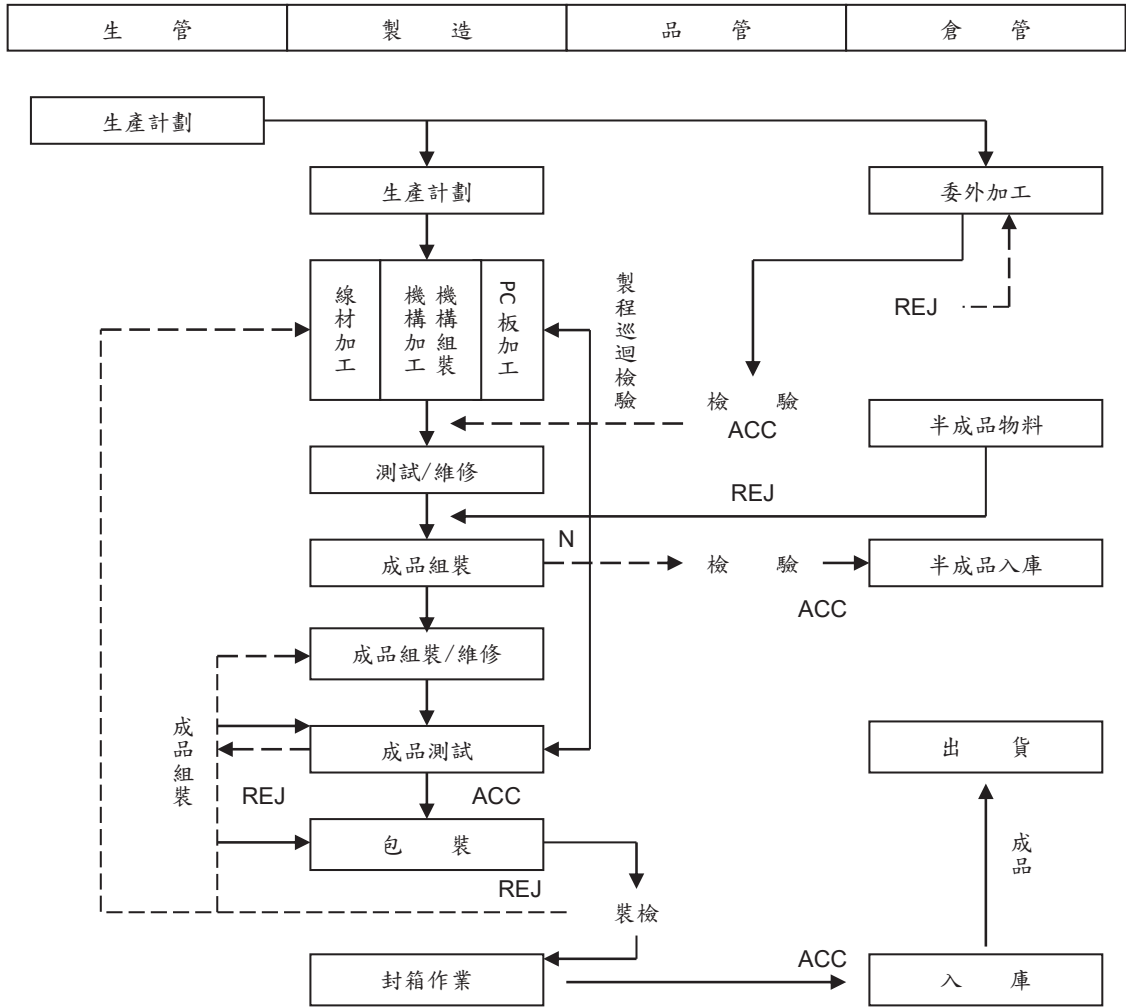 生 管
製 造
品 管
倉 管
生產計劃
生產計劃
委外加工
線材加工
機構加工
機構組裝
PC板加工
製程巡迴檢驗
REJ
檢 驗
ACC
半成品物料
測試/維修
REJ
N
成品組裝
檢 驗
半成品入庫
ACC
成品組裝/維修
成品組裝
成品測試
出 貨
REJ
ACC
包 裝
成品
REJ
裝檢
ACC
封箱作業
入 庫